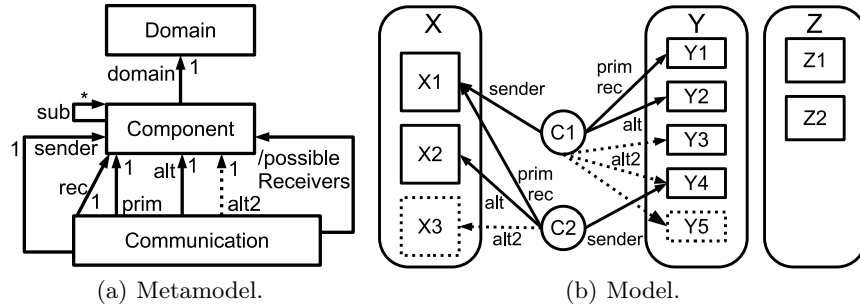 Domain
domain
1
*
sub
Component
1
sender
rec
1
1
prim
alt
1
1
alt2
/possible
Receivers
Communication
(a) Metamodel.
X
Y
Z
X1
X2
X3
sender
C1
prim
rec
alt
alt2
Y1
Y2
Y3
Y4
Y5
prim
rec
alt
alt2
C2
sender
Z1
Z2
(b) Model.